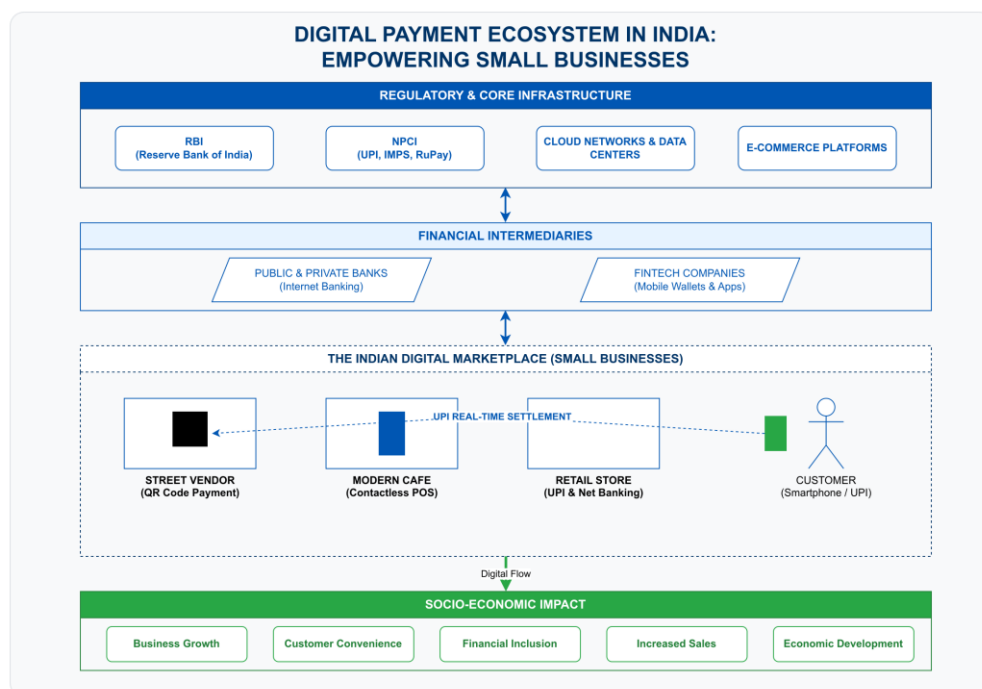 DIGITAL PAYMENT ECOSYSTEM IN INDIA:
EMPOWERING SMALL BUSINESSES
REGULATORY & CORE INFRASTRUCTURE
RBI
(Reserve Bank of India)
NPCI
(UPI, IMPS, RuPay)
CLOUD NETWORKS & DATA
CENTERS
E-COMMERCE PLATFORMS
FINANCIAL INTERMEDIARIES
PUBLIC & PRIVATE BANKS
(Internet Banking)
FINTECH COMPANIES
(Mobile Wallets & Apps)
THE INDIAN DIGITAL MARKETPLACE (SMALL BUSINESSES)
UPI REAL-TIME SETTLEMENT
STREET VENDOR
(QR Code Payment)
MODERN CAFE
(Contactless POS)
RETAIL STORE
(UPI & Net Banking)
CUSTOMER
(Smartphone / UPI)
Digital Flow
SOCIO-ECONOMIC IMPACT
Business Growth
Customer Convenience
Financial Inclusion
Increased Sales
Economic Development